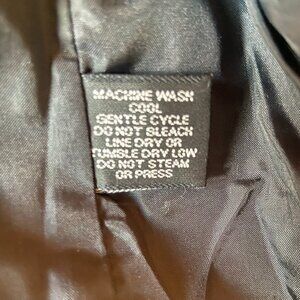 MACHINE WASH
COOL
GENTLE CYCLE
DO NOT BLEACH
LINE DRY OR
TUMBLE DRY LOW
DO NOT STEAM
OR PRESS